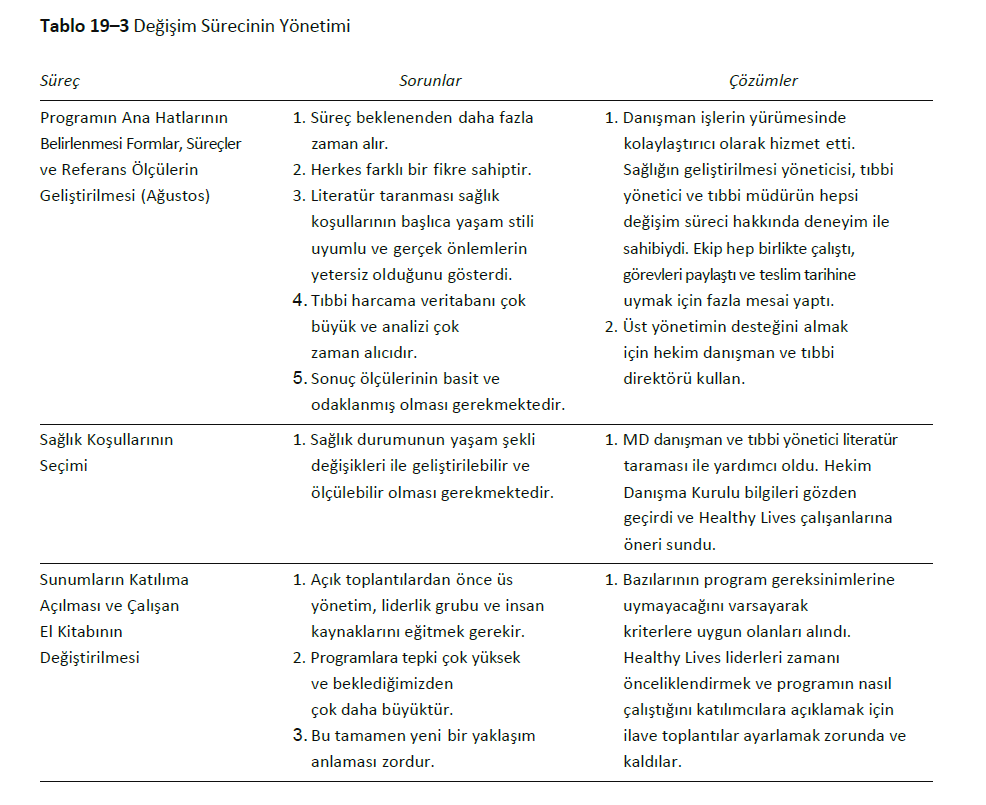 Tablo 19–3 Değişim Sürecinin Yönetimi
Süreç
Sorunlar
Çözümler
Programın Ana Hatlarının
Belirlenmesi Formlar, Süreçler
ve Referans Ölçülerin
Geliştirilmesi (Ağustos)
1. Süreç beklenenden daha fazla
zaman alır.
2. Herkes farklı bir fikre sahiptir.
3. Literatür taranması sağlık
koşullarının başlıca yaşam stili
uyumlu ve gerçek önlemlerin
yetersiz olduğunu gösterdi.
4. Tıbbi harcama veritabanı çok
büyük ve analizi çok
zaman alıcıdır.
5. Sonuç ölçülerinin basit ve
odaklanmış olması gerekmektedir.
1. Danışman işlerin yürümesinde
kolaylaştırıcı olarak hizmet etti.
Sağlığın geliştirilmesi yöneticisi, tıbbi
yönetici ve tıbbi müdürün hepsi
değişim süreci hakkında deneyim ile
sahibiydi. Ekip hep birlikte çalıştı,
görevleri paylaştı ve teslim tarihine
uymak için fazla mesai yaptı.
2. Üst yönetimin desteğini almak
için hekim danışman ve tıbbi
direktörü kullan.
Sağlık Koşullarının
Seçimi
1. Sağlık durumunun yaşam şekli
değişikleri ile geliştirilebilir ve
ölçülebilir olması gerekmektedir.
1. MD danışman ve tıbbi yönetici literatür
taraması ile yardımcı oldu. Hekim
Danışma Kurulu bilgileri gözden
geçirdi ve Healthy Lives çalışanlarına
öneri sundu.
Sunumların Katılıma
Açılması ve Çalışan
El Kitabının
Değiştirilmesi
1. Açık toplantılardan önce üs
yönetim, liderlik grubu ve insan
kaynaklarını eğitmek gerekir.
2. Programlara tepki çok yüksek
ve beklediğimizden
çok daha büyüktür.
3. Bu tamamen yeni bir yaklaşım
anlaması zordur.
1. Bazılarının program gereksinimlerine
uymayacağını varsayarak
kriterlere uygun olanları alındı.
Healthy Lives liderleri zamanı
önceliklendirmek ve programın nasıl
çalıştığını katılımcılara açıklamak için
ilave toplantılar ayarlamak zorunda ve
kaldılar.